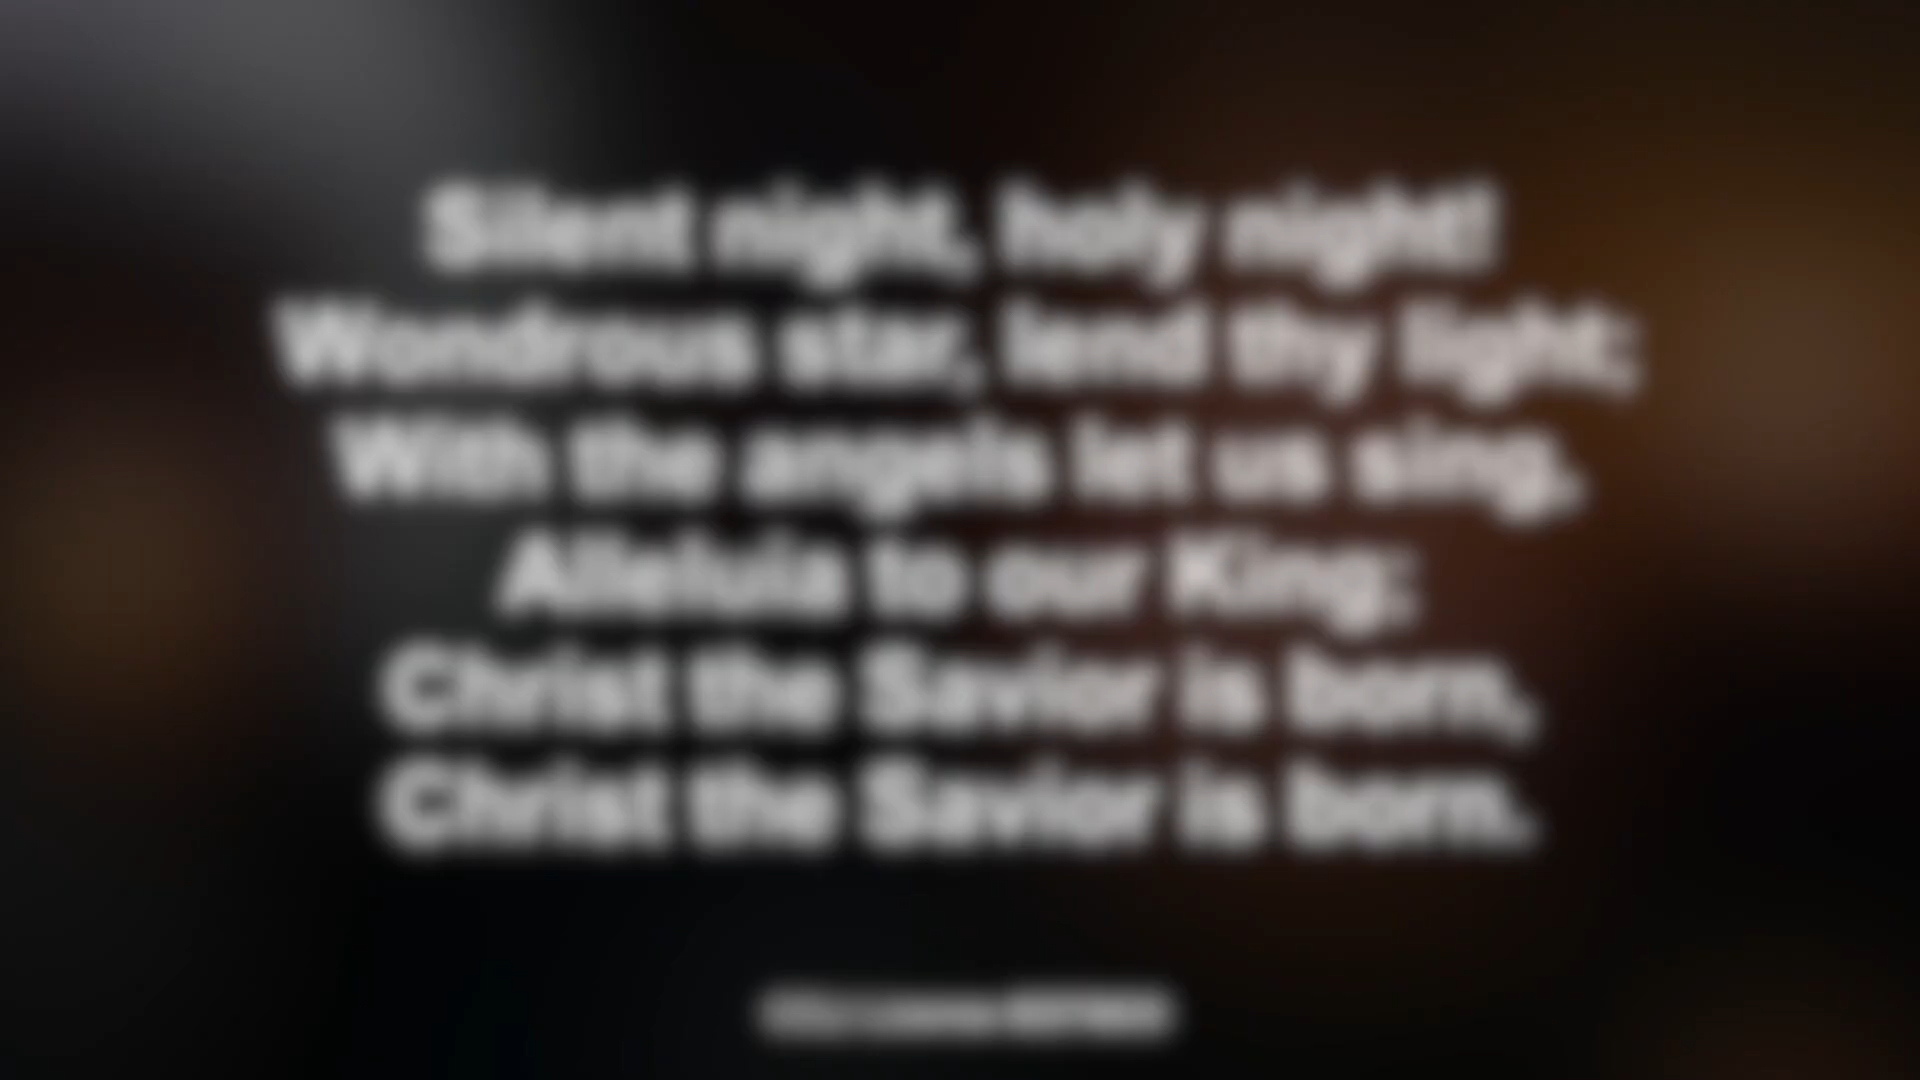 Silent night, holy night!
Wondrous star, lend thy light;
With the angels let us sing,
Alleluia to our King;
Christ the Savior is born,
Christ the Savior is born.